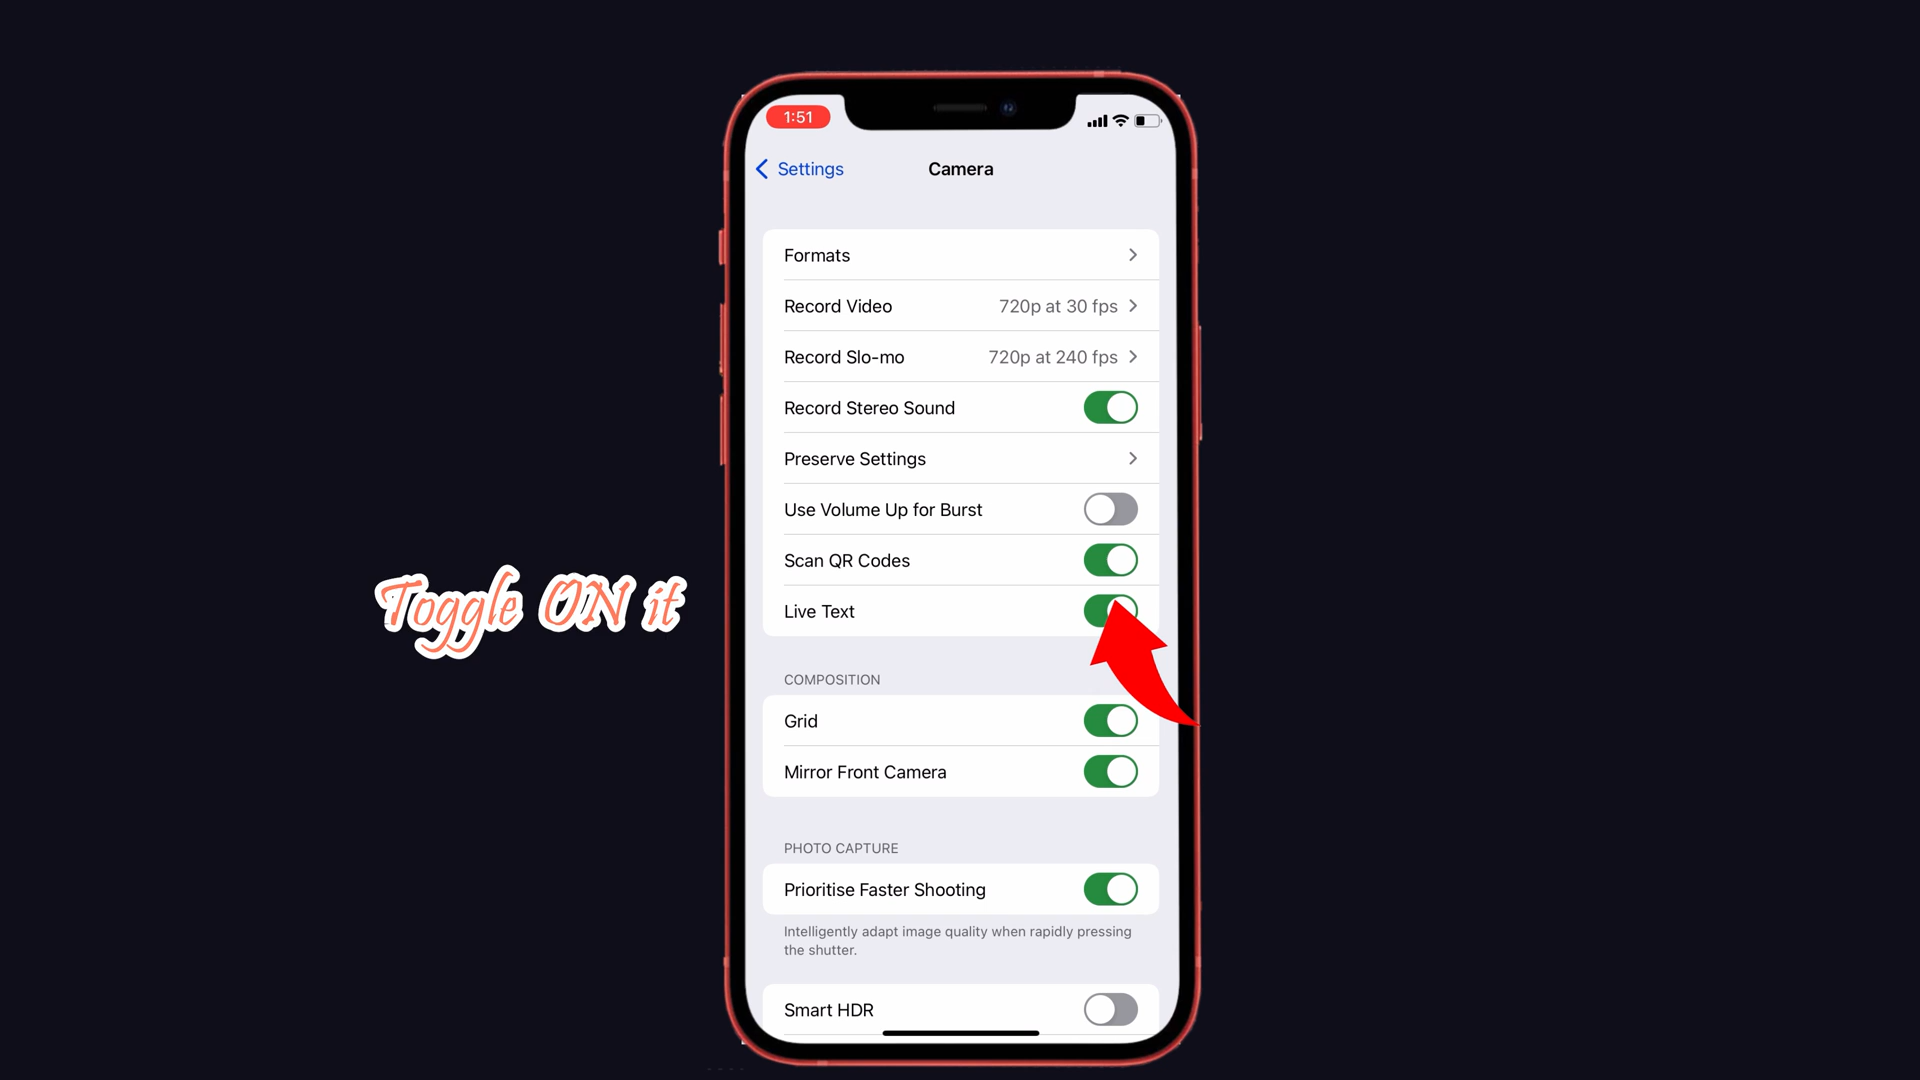 1:51
Settings
Camera
Formats
Record Video 720p at 30 fps
Record Slo-mo 720p at 240 fps
Record Stereo Sound
Preserve Settings
Use Volume Up for Burst
Scan QR Codes
Toggle ON it
Live Text
COMPOSITION
Grid
Mirror Front Camera
PHOTO CAPTURE
Prioritise Faster Shooting
Intelligently adapt image quality when rapidly pressing
the shutter.
Smart HDR